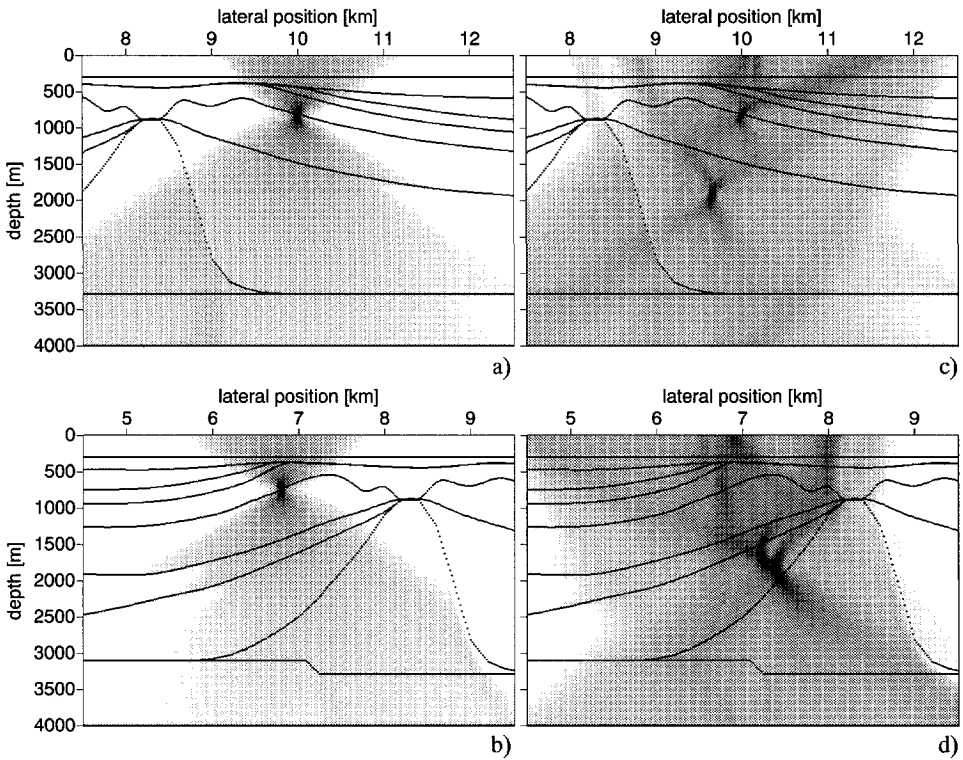 lateral position [km]
8 9 10 11 12
lateral position [km]
8 9 10 11 12
depth [m]
0
500
1000
1500
2000
2500
3000
3500
4000
a)
c)
lateral position [km]
5 6 7 8 9
lateral position [km]
5 6 7 8 9
depth [m]
0
500
1000
1500
2000
2500
3000
3500
4000
b)
d)